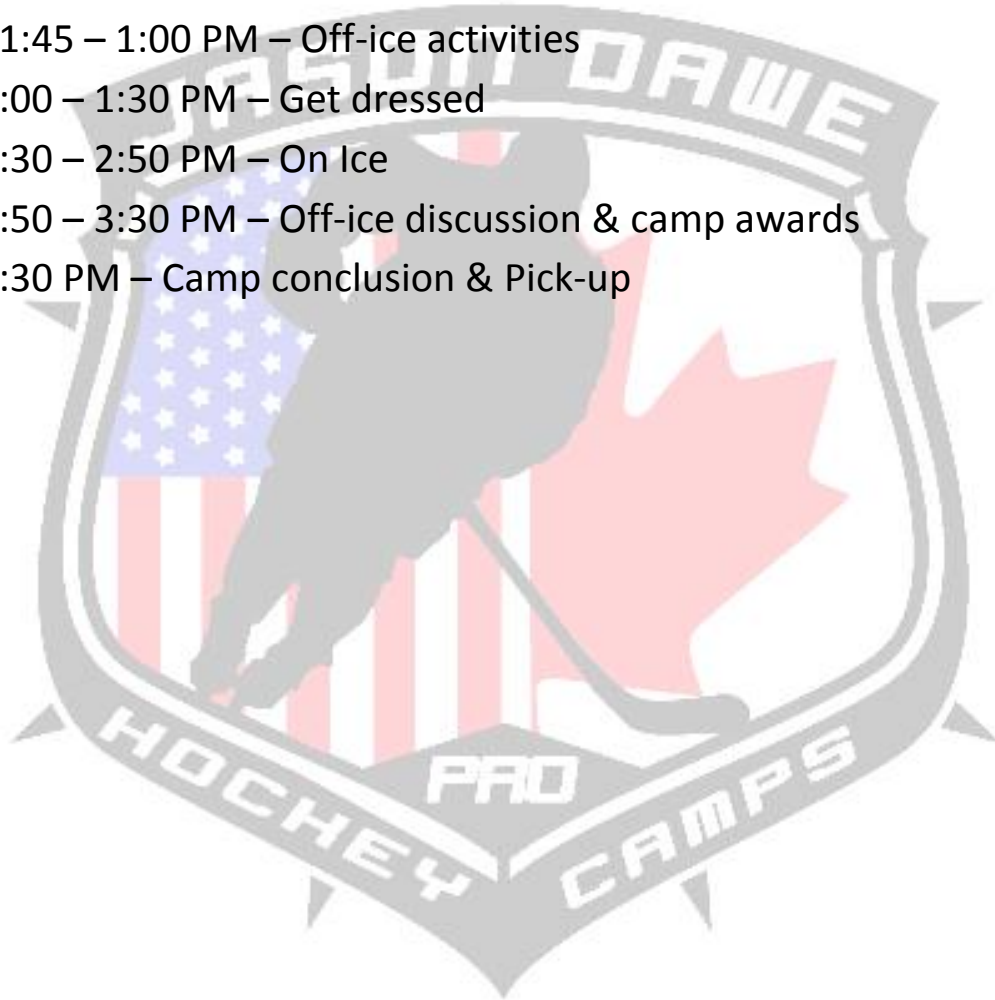 1:45 – 1:00 PM – Off-ice activities
:00 – 1:30 PM – Get dressed
:30 – 2:50 PM – On Ice
:50 – 3:30 PM – Off-ice discussion & camp awards
:30 PM – Camp conclusion & Pick-up
JASON DAWE
PRO
HOCKEY CAMPS